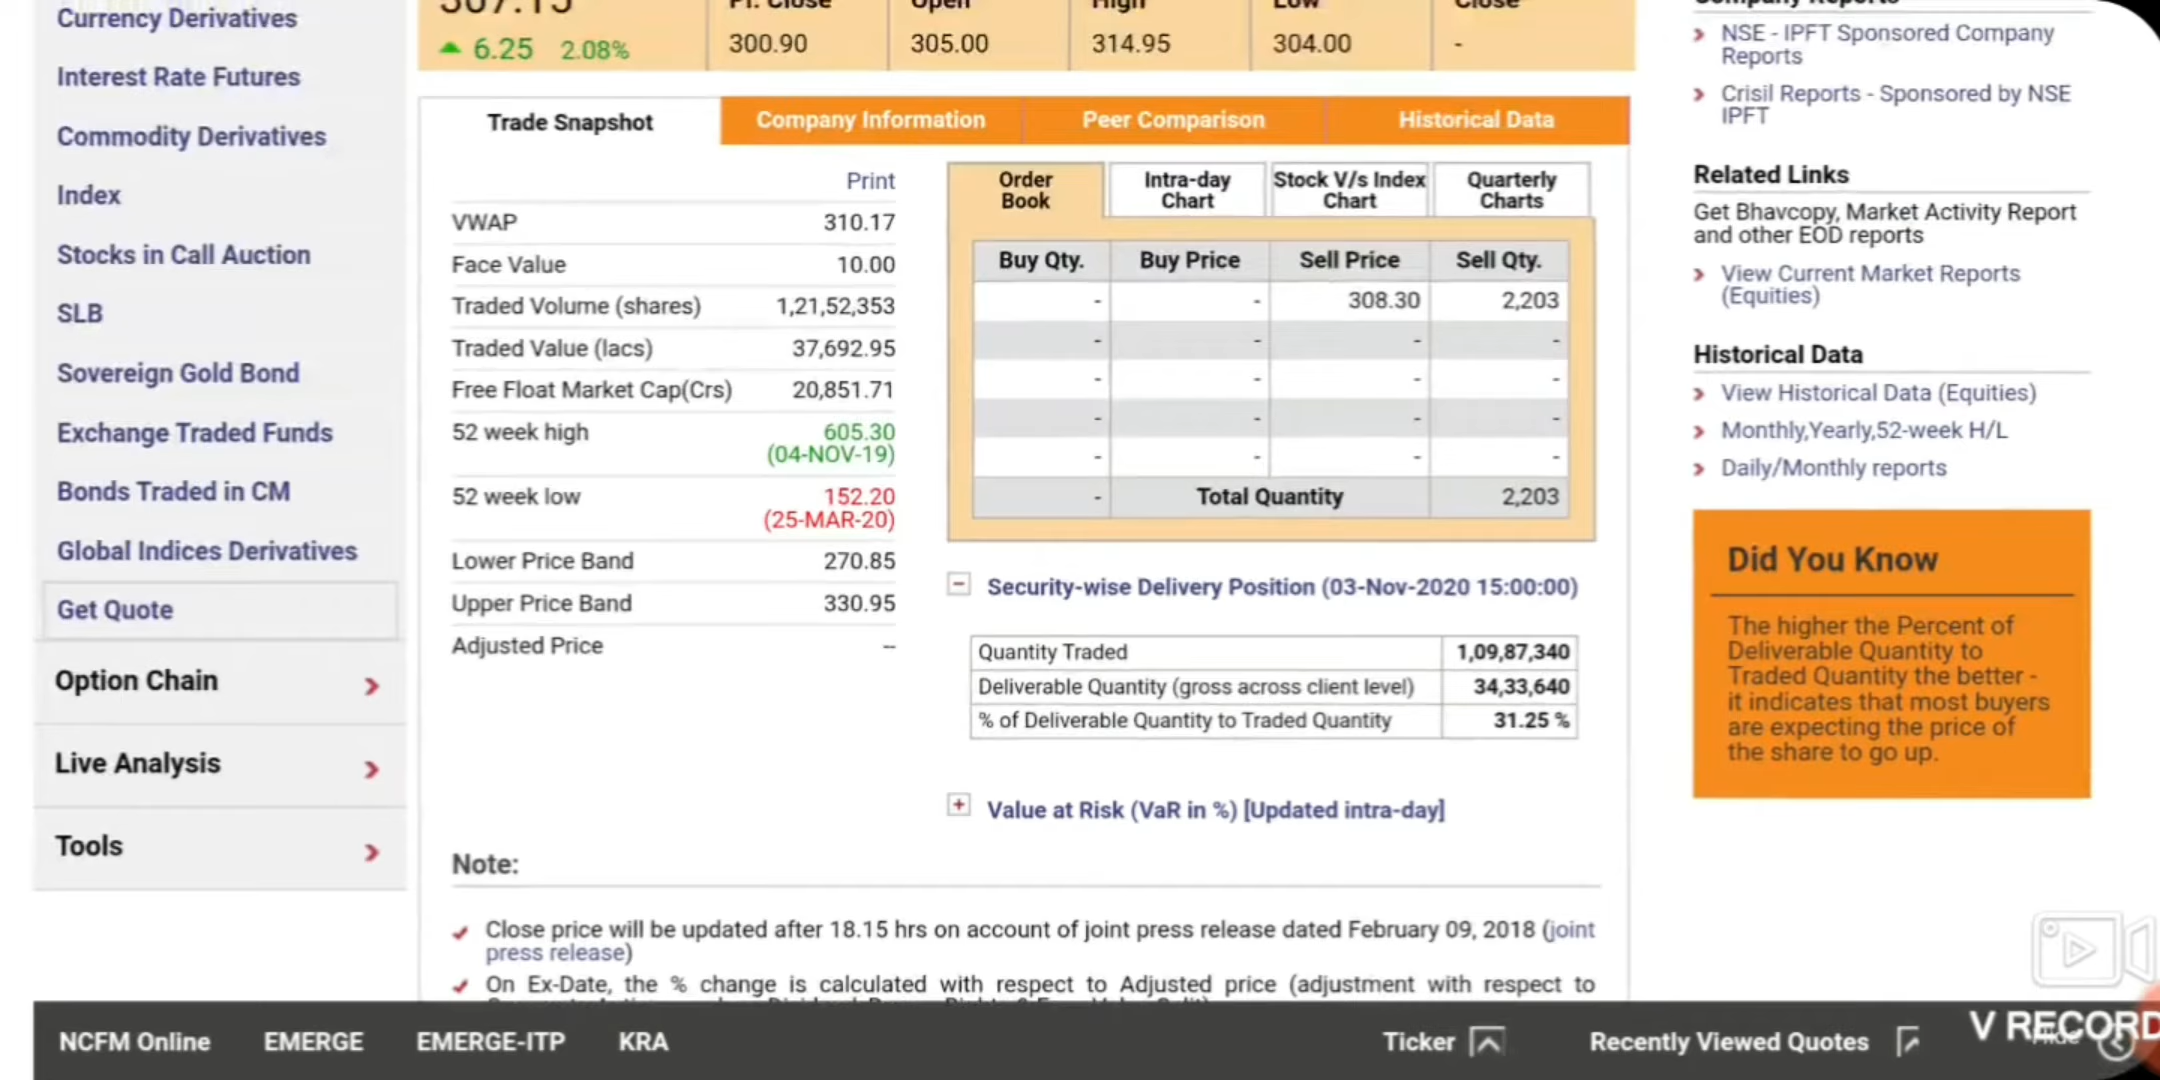 Currency Derivatives
Interest Rate Futures
Commodity Derivatives
Index
Stocks in Call Auction
SLB
Sovereign Gold Bond
Exchange Traded Funds
Bonds Traded in CM
Global Indices Derivatives
Get Quote
Option Chain
Live Analysis
Tools
307.15 Pr. Close Open High Low Close
6.25 2.08% 300.90 305.00 314.95 304.00 -
Trade Snapshot Company Information Peer Comparison Historical Data
Print
VWAP 310.17
Face Value 10.00
Traded Volume (shares) 1,21,52,353
Traded Value (lacs) 37,692.95
Free Float Market Cap(Crs) 20,851.71
52 week high 605.30
(04-NOV-19)
52 week low 152.20
(25-MAR-20)
Lower Price Band 270.85
Upper Price Band 330.95
Adjusted Price --
Order Intra-day Stock V/s Index Quarterly
Book Chart Chart Charts
Buy Qty. Buy Price Sell Price Sell Qty.
- - 308.30 2,203
- - - -
- - - -
- - - -
- - - -
- Total Quantity 2,203
Security-wise Delivery Position (03-Nov-2020 15:00:00)
Quantity Traded 1,09,87,340
Deliverable Quantity (gross across client level) 34,33,640
% of Deliverable Quantity to Traded Quantity 31.25 %
Value at Risk (VaR in %) [Updated intra-day]
Note:
Close price will be updated after 18.15 hrs on account of joint press release dated February 09, 2018 (joint
press release)
On Ex-Date, the % change is calculated with respect to Adjusted price (adjustment with respect to
Company Reports
NSE - IPFT Sponsored Company
Reports
Crisil Reports - Sponsored by NSE
IPFT
Related Links
Get Bhavcopy, Market Activity Report
and other EOD reports
View Current Market Reports
(Equities)
Historical Data
View Historical Data (Equities)
Monthly,Yearly,52-week H/L
Daily/Monthly reports
Did You Know
The higher the Percent of
Deliverable Quantity to
Traded Quantity the better -
it indicates that most buyers
are expecting the price of
the share to go up.
NCFM Online EMERGE EMERGE-ITP KRA Ticker Recently Viewed Quotes Hide
V RECORD